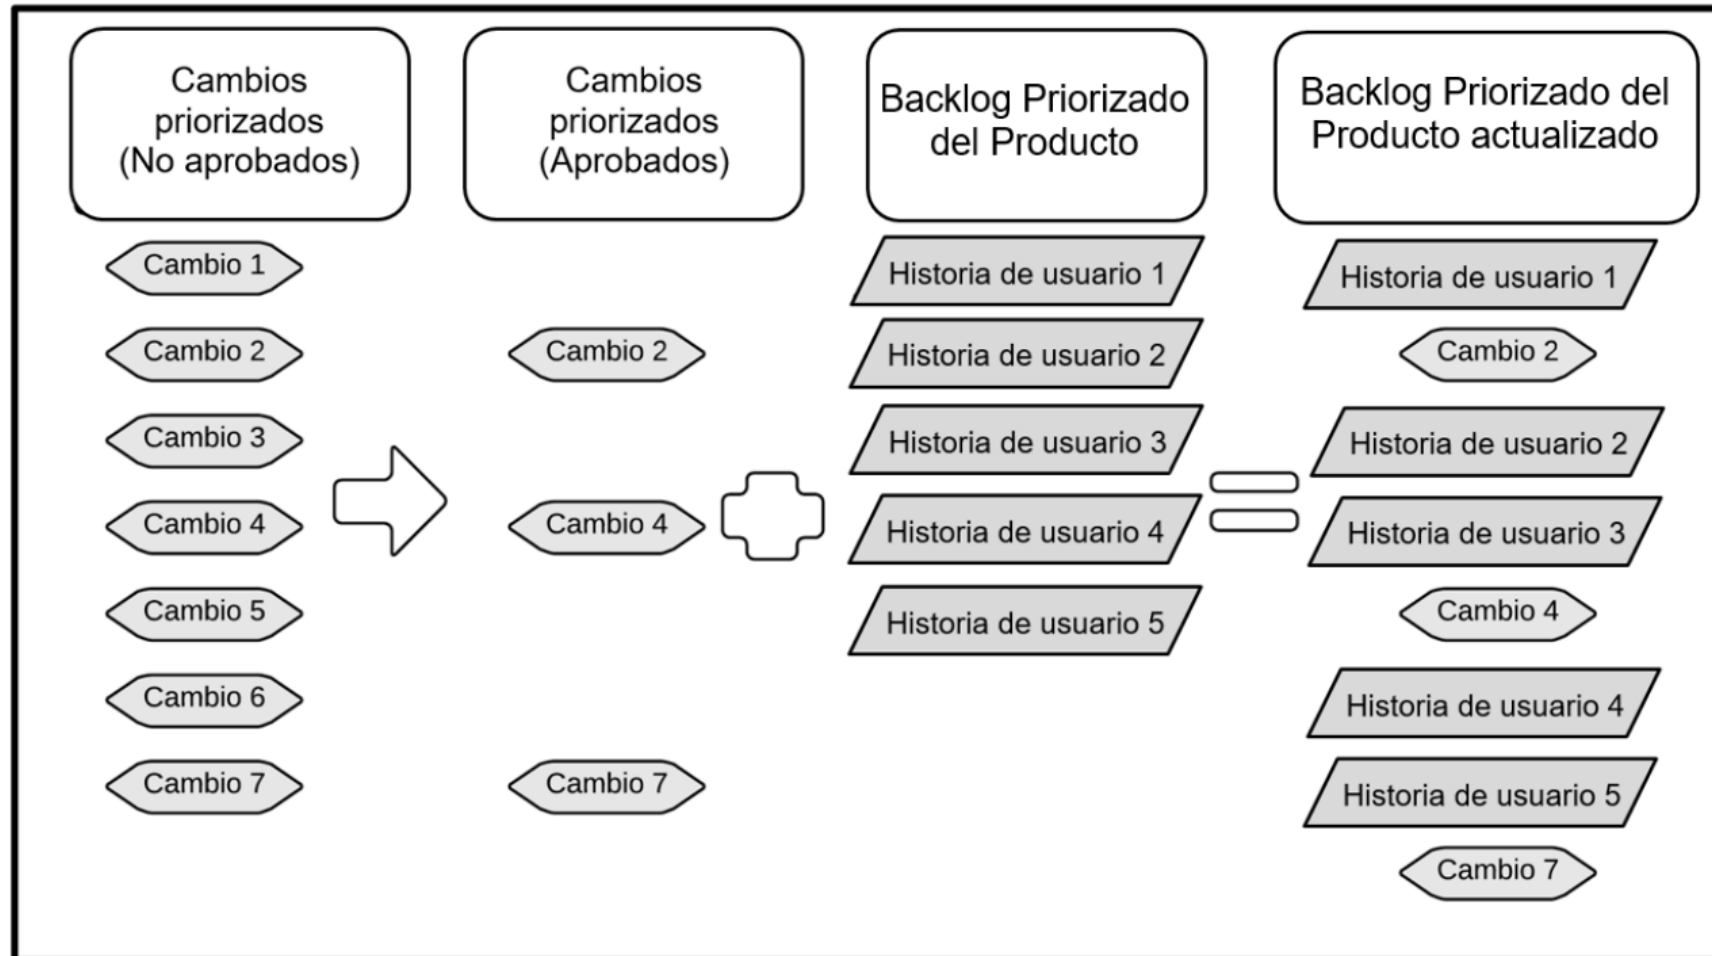 Cambios
priorizados
(No aprobados)
Cambios
priorizados
(Aprobados)
Backlog Priorizado
del Producto
Backlog Priorizado del
Producto actualizado
Cambio 1
Cambio 2
Cambio 3
Cambio 4
Cambio 5
Cambio 6
Cambio 7
Cambio 2
Cambio 4
Cambio 7
Historia de usuario 1
Historia de usuario 2
Historia de usuario 3
Historia de usuario 4
Historia de usuario 5
Historia de usuario 1
Cambio 2
Historia de usuario 2
Historia de usuario 3
Cambio 4
Historia de usuario 4
Historia de usuario 5
Cambio 7